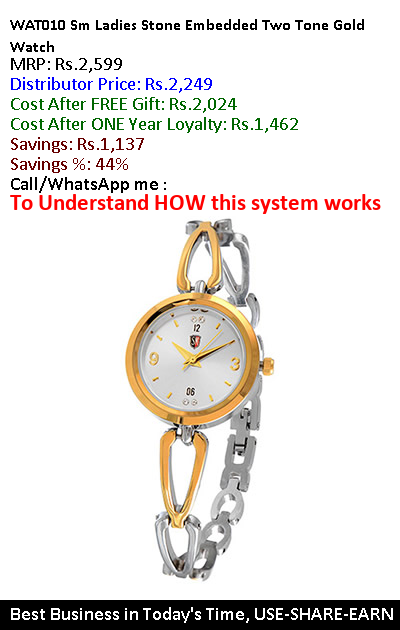 WAT010 Sm Ladies Stone Embedded Two Tone Gold
Watch
MRP: Rs.2,599
Distributor Price: Rs.2,249
Cost After FREE Gift: Rs.2,024
Cost After ONE Year Loyalty: Rs.1,462
Savings: Rs.1,137
Savings %: 44%
Call/WhatsApp me :
To Understand HOW this system works
12
9
3
06
Best Business in Today's Time, USE-SHARE-EARN